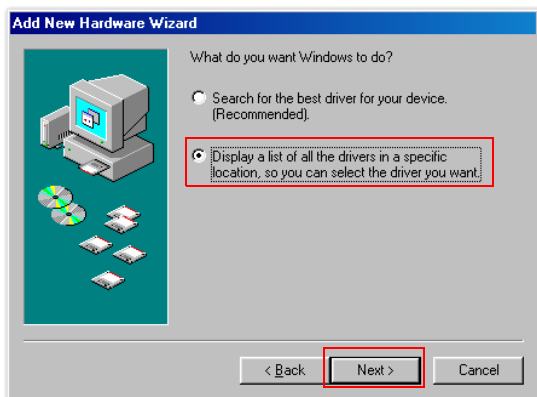 Add New Hardware Wizard
What do you want Windows to do?
Search for the best driver for your device.
(Recommended).
Display a list of all the drivers in a specific
location, so you can select the driver you want.
< Back Next > Cancel